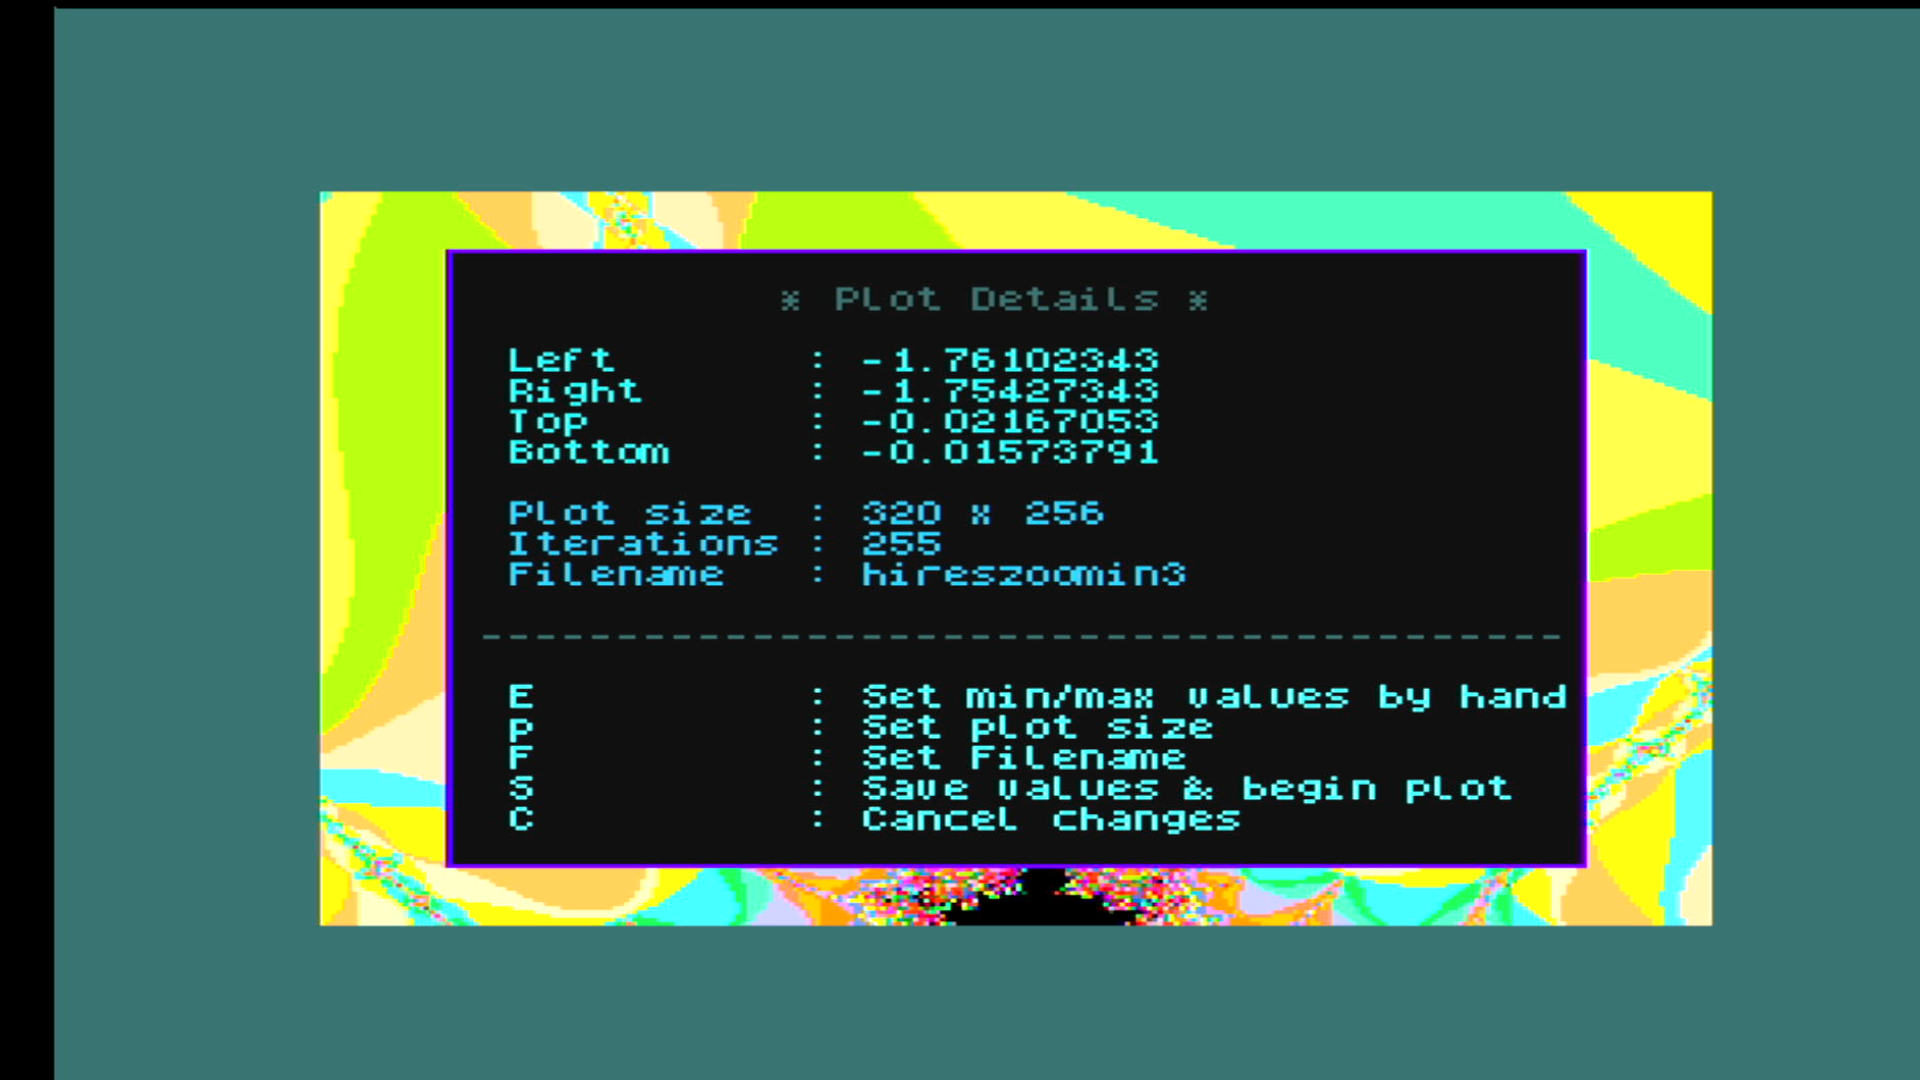 * Plot Details *
Left : -1.76102343
Right : -1.75427343
Top : -0.02167053
Bottom : -0.01573791
Plot size : 320 x 256
Iterations : 255
Filename : hireszoomin3
----------------------------------------
E : Set min/max values by hand
P : Set plot size
F : Set Filename
S : Save values & begin plot
C : Cancel changes